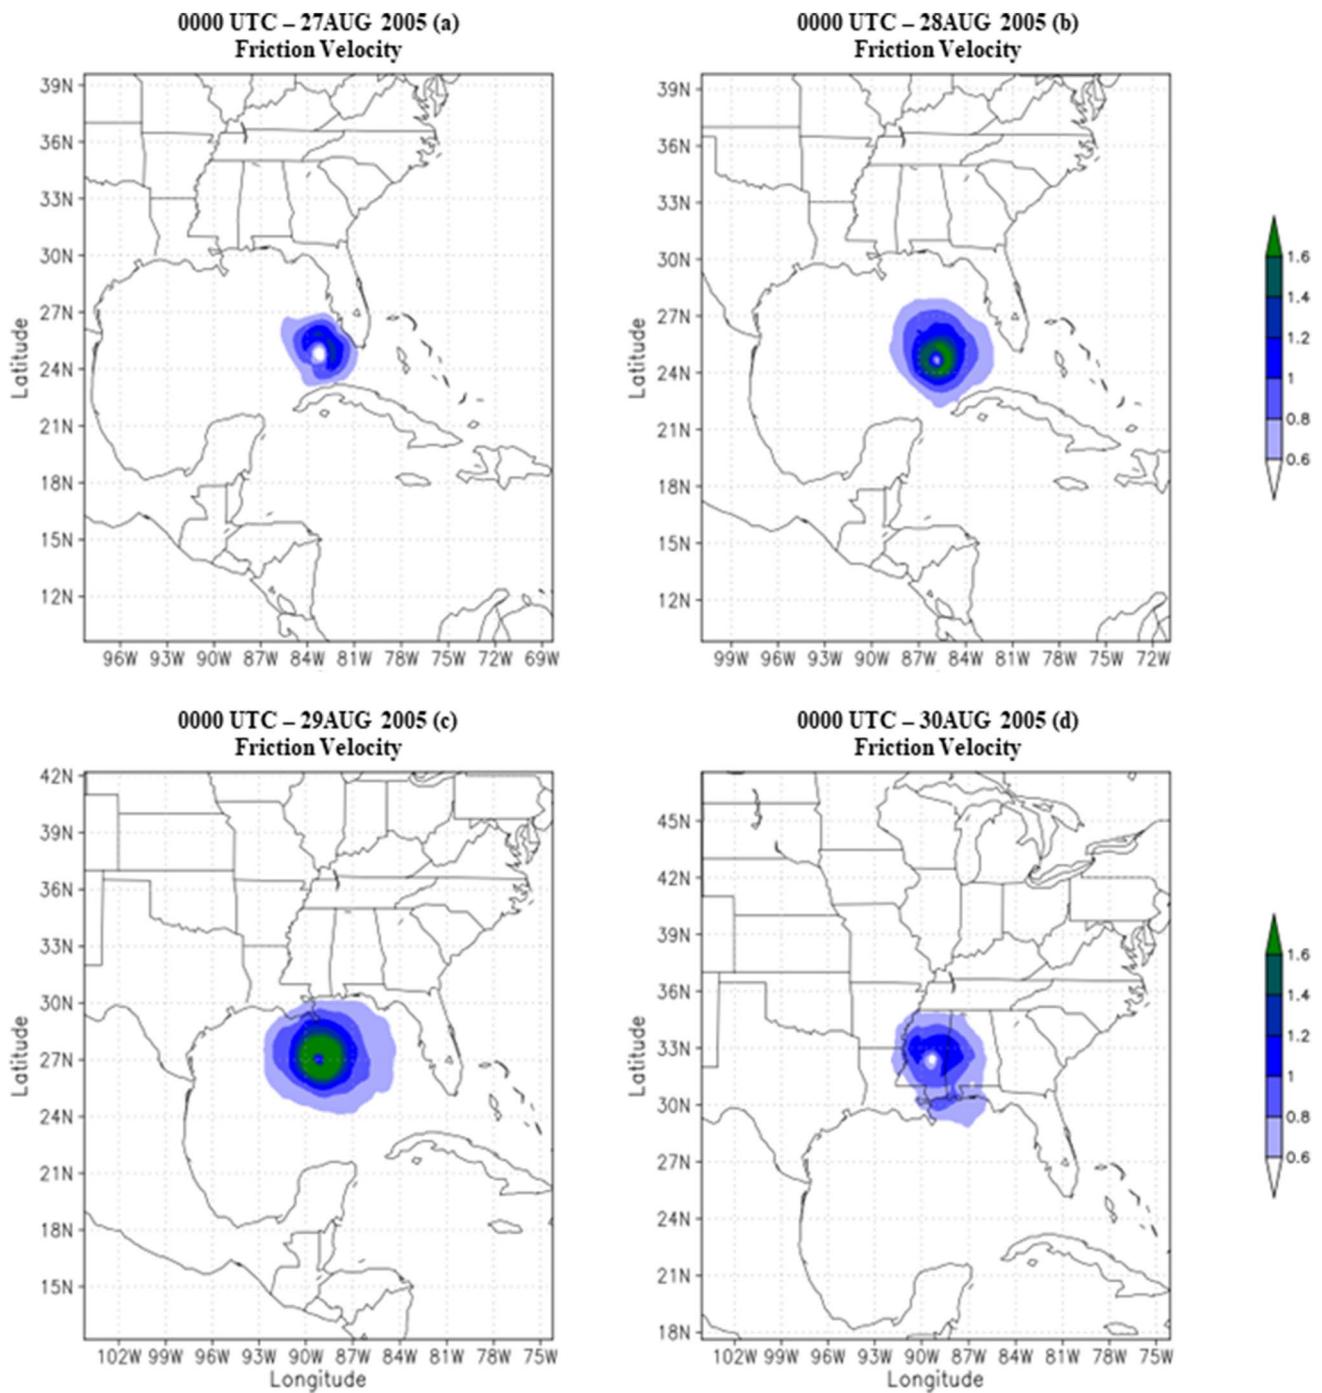 0000 UTC – 27AUG 2005 (a)
Friction Velocity
39N
36N
33N
30N
27N
24N
21N
18N
15N
12N
Latitude
96W 93W 90W 87W 84W 81W 78W 75W 72W 69W
0000 UTC – 28AUG 2005 (b)
Friction Velocity
39N
36N
33N
30N
27N
24N
21N
18N
15N
12N
Latitude
99W 96W 93W 90W 87W 84W 81W 78W 75W 72W
1.6
1.4
1.2
1
0.8
0.6
0000 UTC – 29AUG 2005 (c)
Friction Velocity
42N
39N
36N
33N
30N
27N
24N
21N
18N
15N
Latitude
102W 99W 96W 93W 90W 87W 84W 81W 78W 75W
Longitude
0000 UTC – 30AUG 2005 (d)
Friction Velocity
45N
42N
39N
36N
33N
30N
27N
24N
21N
18N
Latitude
102W 99W 96W 93W 90W 87W 84W 81W 78W 75W
Longitude
1.6
1.4
1.2
1
0.8
0.6